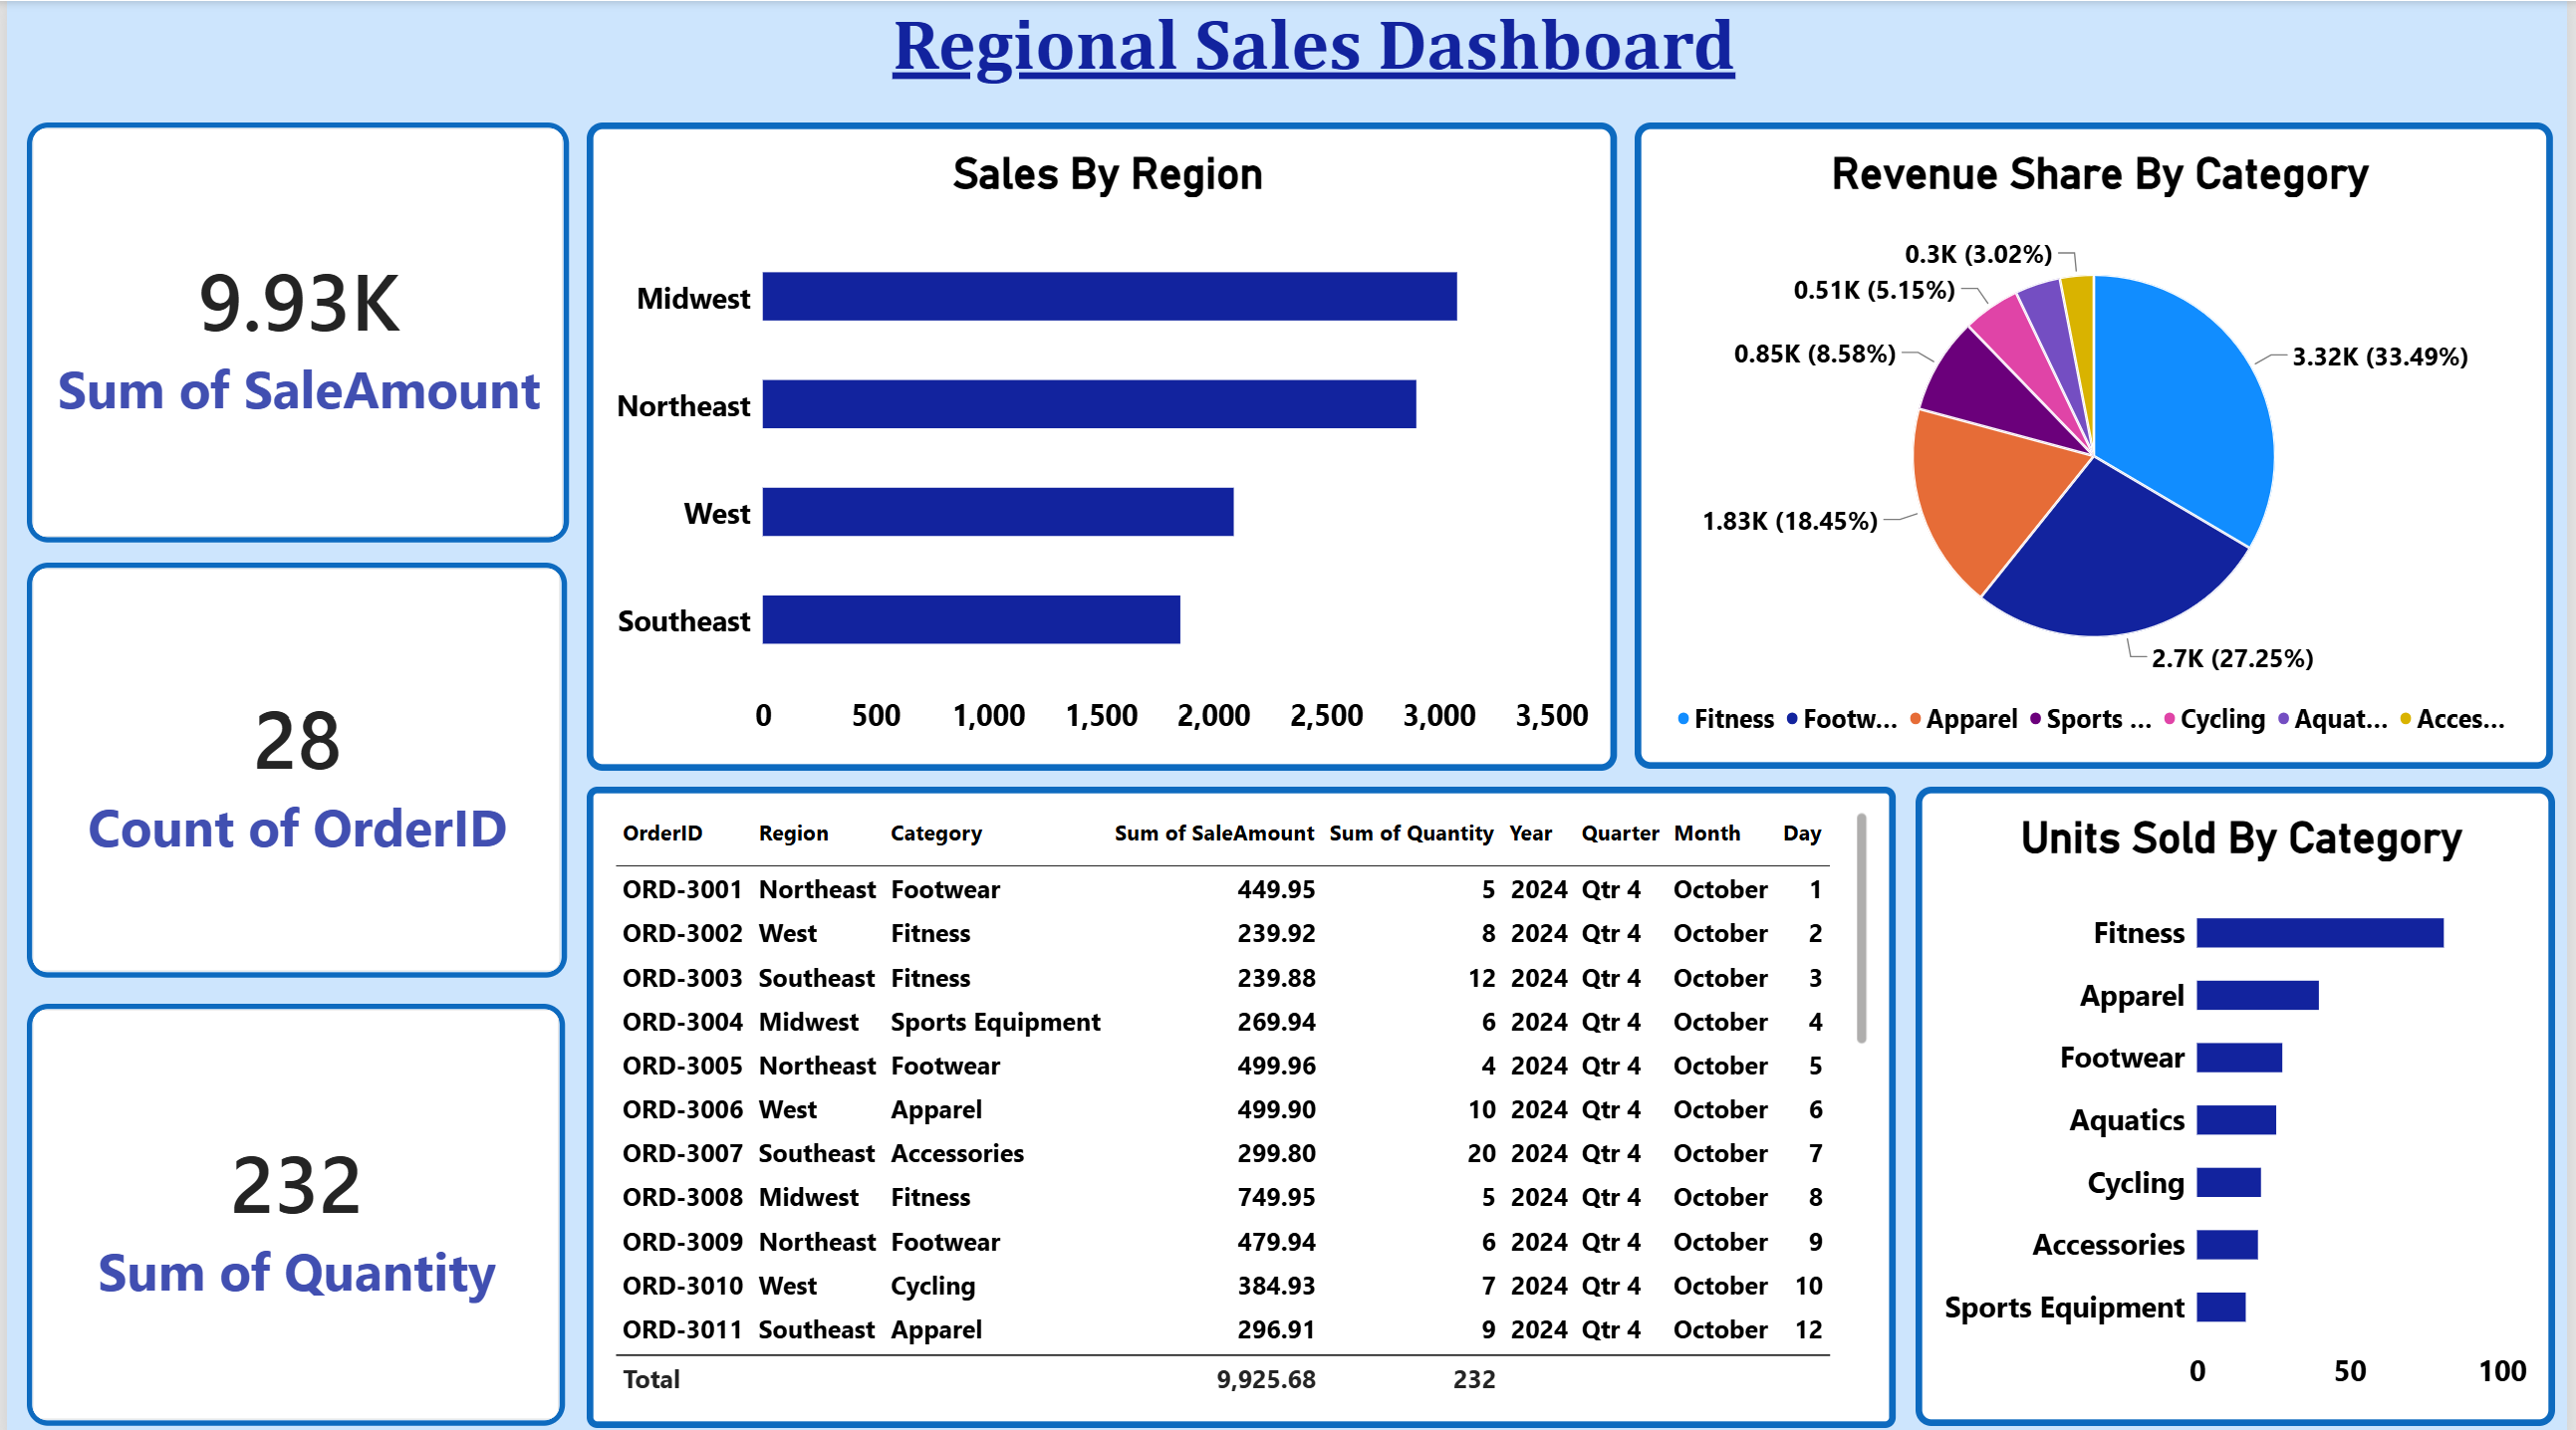 Regional Sales Dashboard
9.93K
Sum of SaleAmount
28
Count of OrderID
232
Sum of Quantity
Sales By Region
Midwest
Northeast
West
Southeast
0 500 1,000 1,500 2,000 2,500 3,000 3,500
Revenue Share By Category
0.3K (3.02%)
0.51K (5.15%)
0.85K (8.58%)
3.32K (33.49%)
1.83K (18.45%)
2.7K (27.25%)
Fitness Footw... Apparel Sports ... Cycling Aquat... Acces...
OrderID Region Category Sum of SaleAmount Sum of Quantity Year Quarter Month Day
ORD-3001 Northeast Footwear 449.95 5 2024 Qtr 4 October 1
ORD-3002 West Fitness 239.92 8 2024 Qtr 4 October 2
ORD-3003 Southeast Fitness 239.88 12 2024 Qtr 4 October 3
ORD-3004 Midwest Sports Equipment 269.94 6 2024 Qtr 4 October 4
ORD-3005 Northeast Footwear 499.96 4 2024 Qtr 4 October 5
ORD-3006 West Apparel 499.90 10 2024 Qtr 4 October 6
ORD-3007 Southeast Accessories 299.80 20 2024 Qtr 4 October 7
ORD-3008 Midwest Fitness 749.95 5 2024 Qtr 4 October 8
ORD-3009 Northeast Footwear 479.94 6 2024 Qtr 4 October 9
ORD-3010 West Cycling 384.93 7 2024 Qtr 4 October 10
ORD-3011 Southeast Apparel 296.91 9 2024 Qtr 4 October 12
Total 9,925.68 232
Units Sold By Category
Fitness
Apparel
Footwear
Aquatics
Cycling
Accessories
Sports Equipment
0 50 100